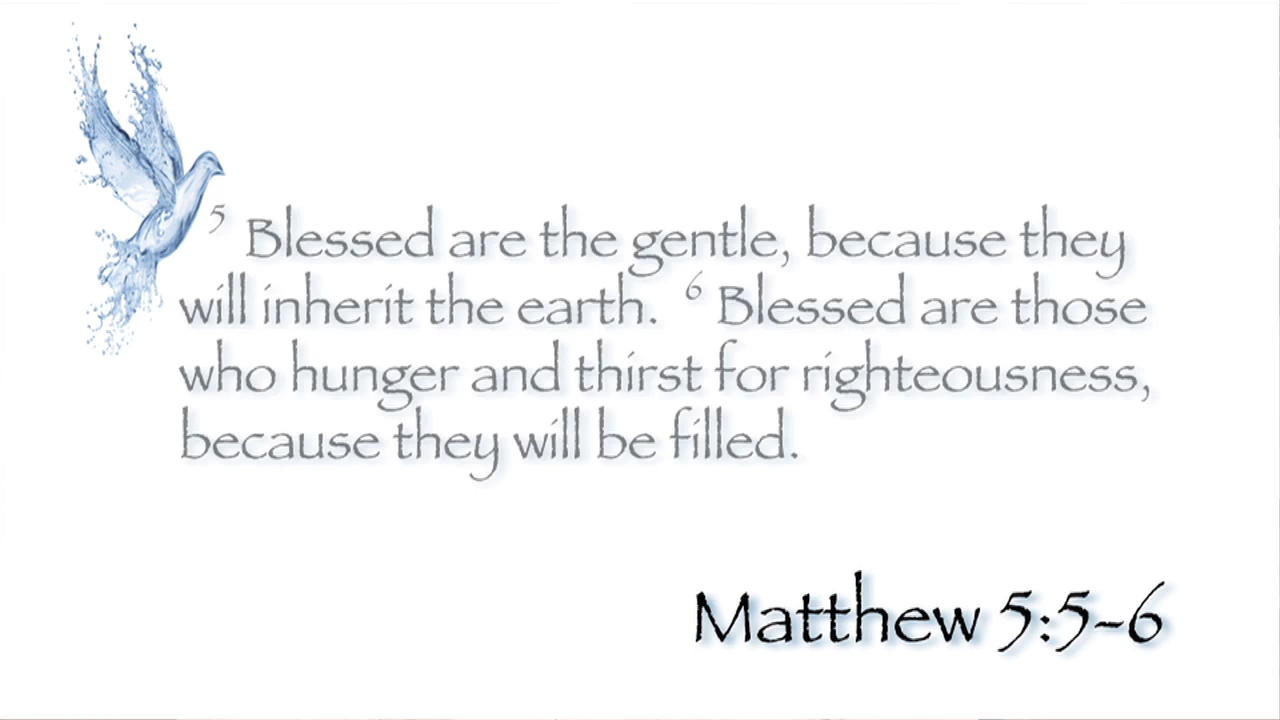 5 Blessed are the gentle, because they
will inherit the earth. 6 Blessed are those
who hunger and thirst for righteousness,
because they will be filled.
Matthew 5:5-6